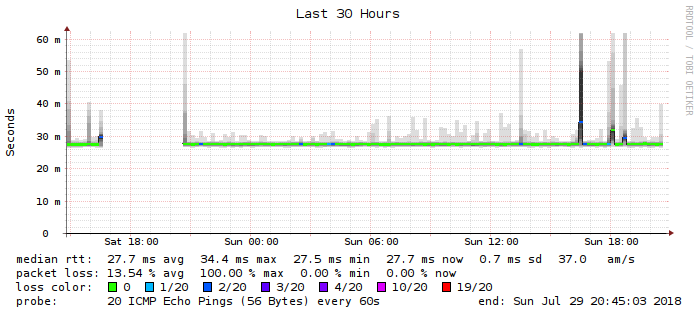 Last 30 Hours
RRDTOOL / TOBI OETIKER
Seconds
60 m
50 m
40 m
30 m
20 m
10 m
0
Sat 18:00 Sun 00:00 Sun 06:00 Sun 12:00 Sun 18:00
median rtt: 27.7 ms avg 34.4 ms max 27.5 ms min 27.7 ms now 0.7 ms sd 37.0 am/s
packet loss: 13.54 % avg 100.00 % max 0.00 % min 0.00 % now
loss color: 0 1/20 2/20 3/20 4/20 10/20 19/20
probe: 20 ICMP Echo Pings (56 Bytes) every 60s end: Sun Jul 29 20:45:03 2018